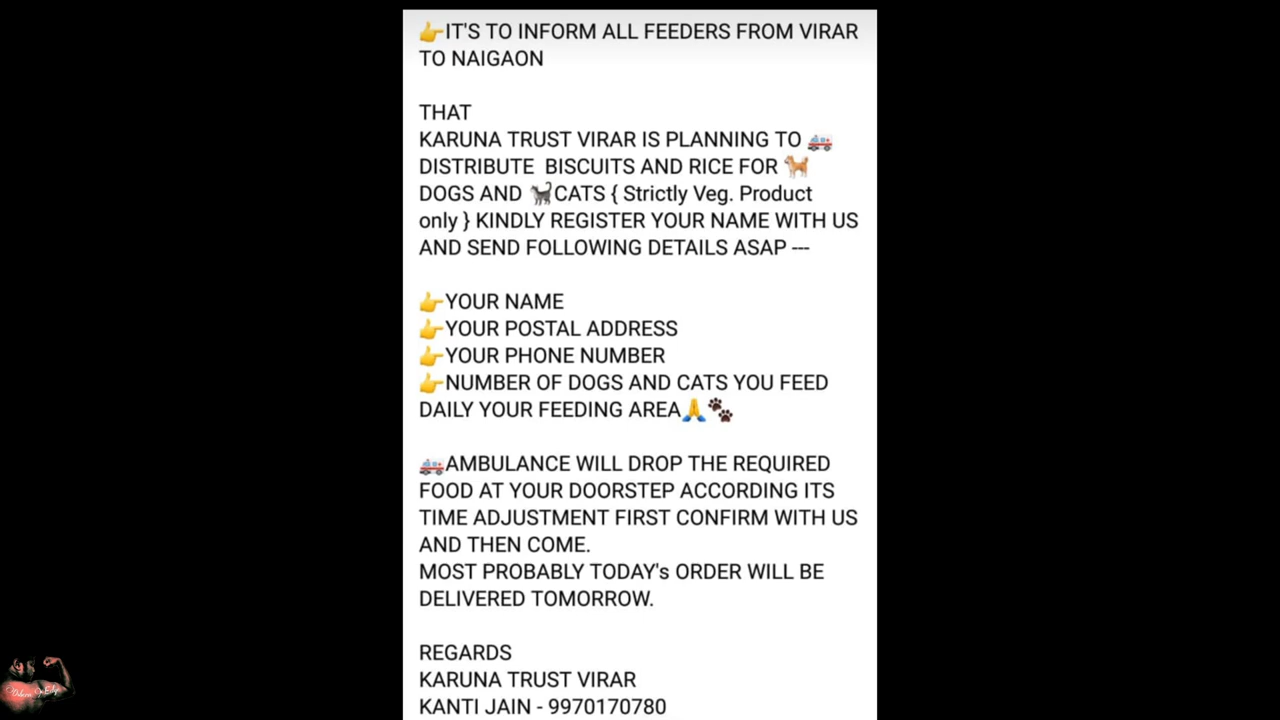 👉IT'S TO INFORM ALL FEEDERS FROM VIRAR
TO NAIGAON
THAT
KARUNA TRUST VIRAR IS PLANNING TO 🚑
DISTRIBUTE BISCUITS AND RICE FOR 🐕
DOGS AND 🐈CATS { Strictly Veg. Product
only } KINDLY REGISTER YOUR NAME WITH US
AND SEND FOLLOWING DETAILS ASAP ---
👉YOUR NAME
👉YOUR POSTAL ADDRESS
👉YOUR PHONE NUMBER
👉NUMBER OF DOGS AND CATS YOU FEED
DAILY YOUR FEEDING AREA🙏🐾
🚑AMBULANCE WILL DROP THE REQUIRED
FOOD AT YOUR DOORSTEP ACCORDING ITS
TIME ADJUSTMENT FIRST CONFIRM WITH US
AND THEN COME.
MOST PROBABLY TODAY's ORDER WILL BE
DELIVERED TOMORROW.
REGARDS
KARUNA TRUST VIRAR
KANTI JAIN - 9970170780